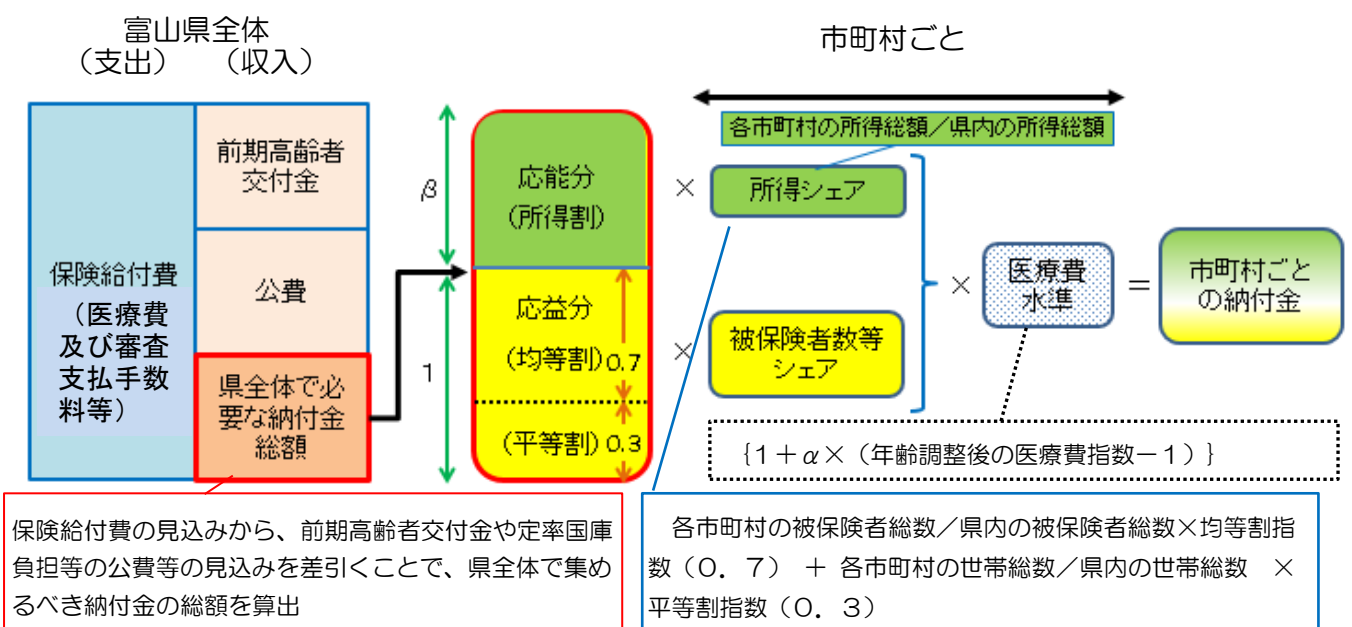 富山県全体
（支出）　（収入）
市町村ごと
保険給付費
（医療費
及び審査
支払手数
料等）
前期高齢者
交付金
公費
県全体で必
要な納付金
総額
β
1
応能分
(所得割)
応益分
(均等割)0.7
(平等割)0.3
各市町村の所得総額／県内の所得総額
×
所得シェア
×
被保険者数等
シェア
×
医療費
水準
＝
市町村ごと
の納付金
｛１＋α×（年齢調整後の医療費指数－１）｝
保険給付費の見込みから、前期高齢者交付金や定率国庫
負担等の公費等の見込みを差引くことで、県全体で集め
るべき納付金の総額を算出
各市町村の被保険者総数／県内の被保険者総数×均等割指
数（０．７）　＋　各市町村の世帯総数／県内の世帯総数　×
平等割指数（０．３）